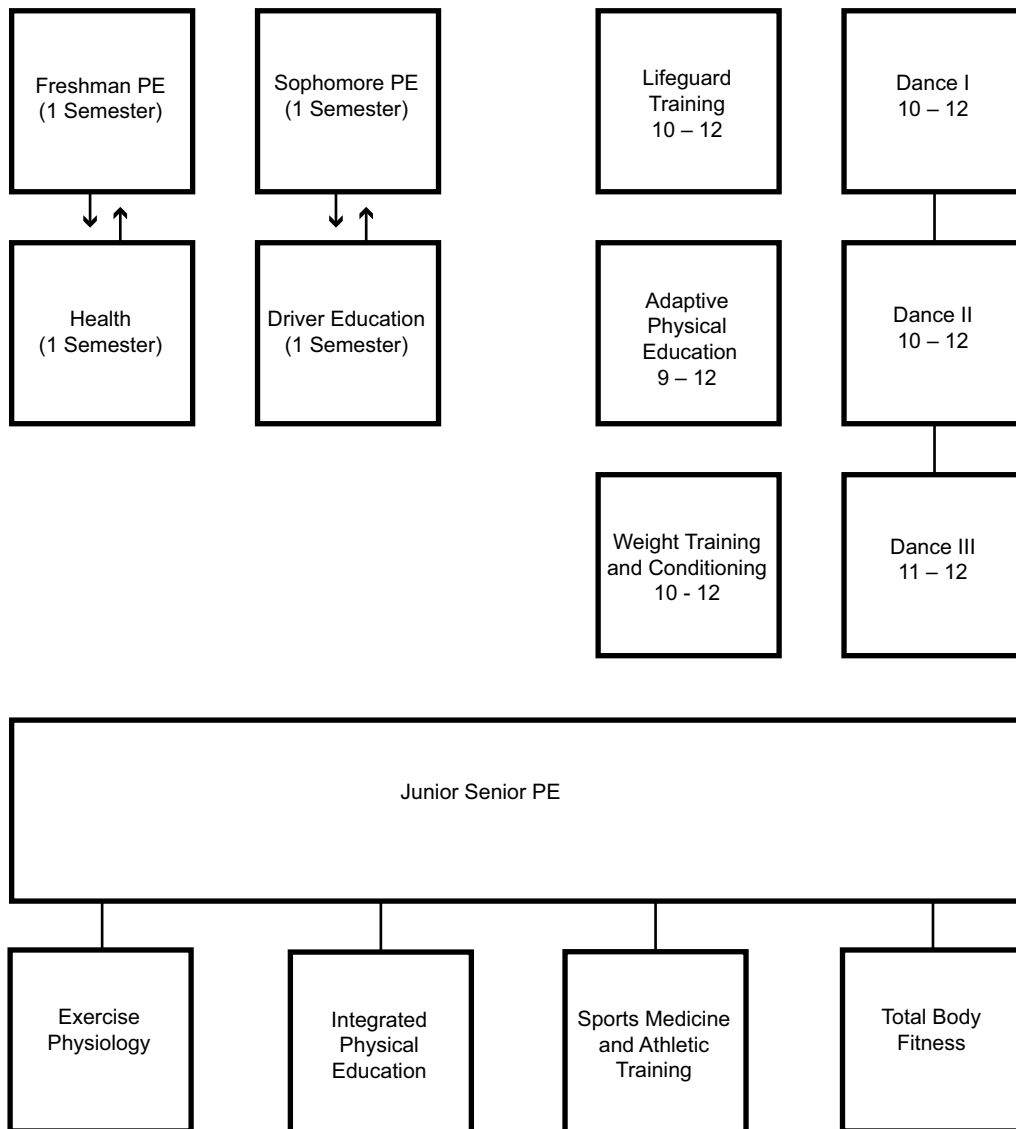 Freshman PE
(1 Semester)
Sophomore PE
(1 Semester)
Lifeguard
Training
10 – 12
Dance I
10 – 12
Health
(1 Semester)
Driver Education
(1 Semester)
Adaptive
Physical
Education
9 – 12
Dance II
10 – 12
Weight Training
and Conditioning
10 - 12
Dance III
11 – 12
Junior Senior PE
Exercise
Physiology
Integrated
Physical
Education
Sports Medicine
and Athletic
Training
Total Body
Fitness